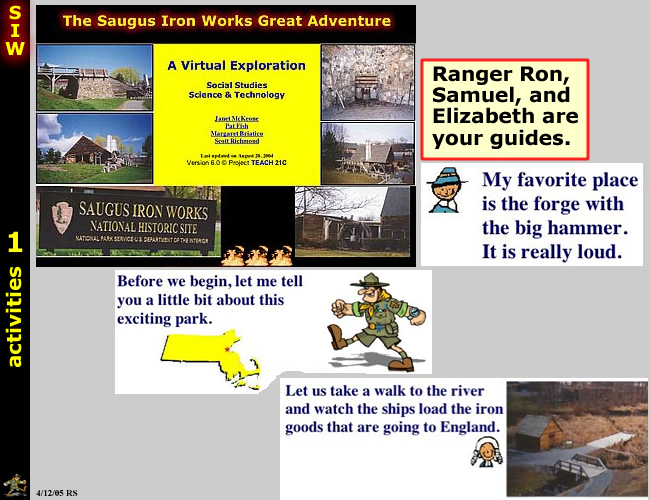 S
I
W
1
activities
The Saugus Iron Works Great Adventure
A Virtual Exploration
Social Studies
Science & Technology
Janet McKeone
Pat Fish
Margaret Briatico
Scott Richmond
Last updated on August 20, 2004
Version 6.0 © Project TEACH 21C
SAUGUS IRON WORKS
NATIONAL HISTORIC SITE
NATIONAL PARK SERVICE - U.S. DEPARTMENT OF THE INTERIOR
Ranger Ron,
Samuel, and
Elizabeth are
your guides.
My favorite place
is the forge with
the big hammer.
It is really loud.
Before we begin, let me tell
you a little bit about this
exciting park.
Let us take a walk to the river
and watch the ships load the iron
goods that are going to England.
4/12/05 RS